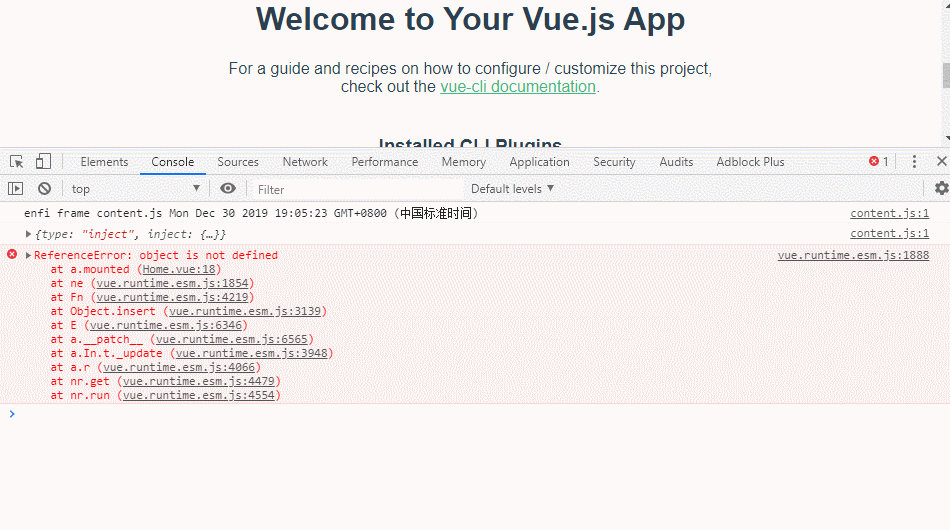 Welcome to Your Vue.js App
For a guide and recipes on how to configure / customize this project,
check out the vue-cli documentation.
Installed CLI Plugins
Elements Console Sources Network Performance Memory Application Security Audits Adblock Plus 1
top Filter Default levels
enfi frame content.js Mon Dec 30 2019 19:05:23 GMT+0800 (中国标准时间) content.js:1
{type: "inject", inject: {…}} content.js:1
ReferenceError: object is not defined vue.runtime.esm.js:1888
at a.mounted (Home.vue:18)
at ne (vue.runtime.esm.js:1854)
at Fn (vue.runtime.esm.js:4219)
at Object.insert (vue.runtime.esm.js:3139)
at E (vue.runtime.esm.js:6346)
at a.__patch__ (vue.runtime.esm.js:6565)
at a.In.t._update (vue.runtime.esm.js:3948)
at a.r (vue.runtime.esm.js:4066)
at nr.get (vue.runtime.esm.js:4479)
at nr.run (vue.runtime.esm.js:4554)